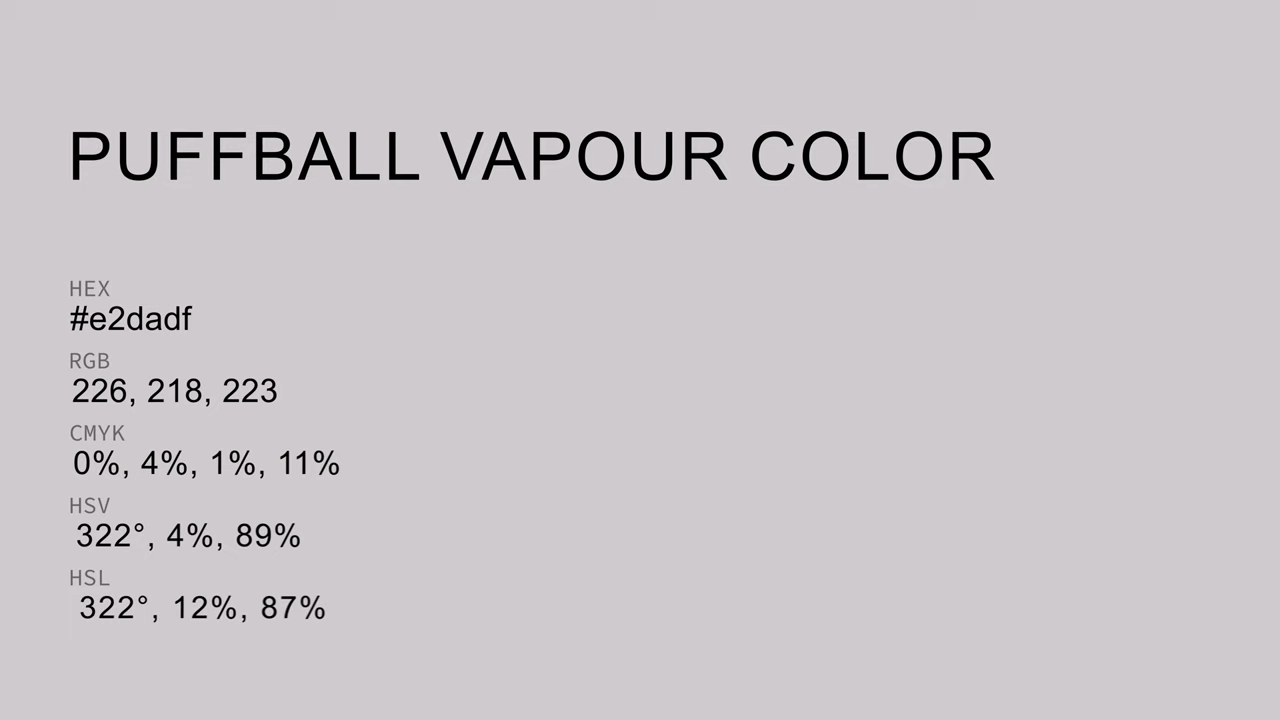 PUFFBALL VAPOUR COLOR
HEX
#e2dadf
RGB
226, 218, 223
CMYK
0%, 4%, 1%, 11%
HSV
322°, 4%, 89%
HSL
322°, 12%, 87%